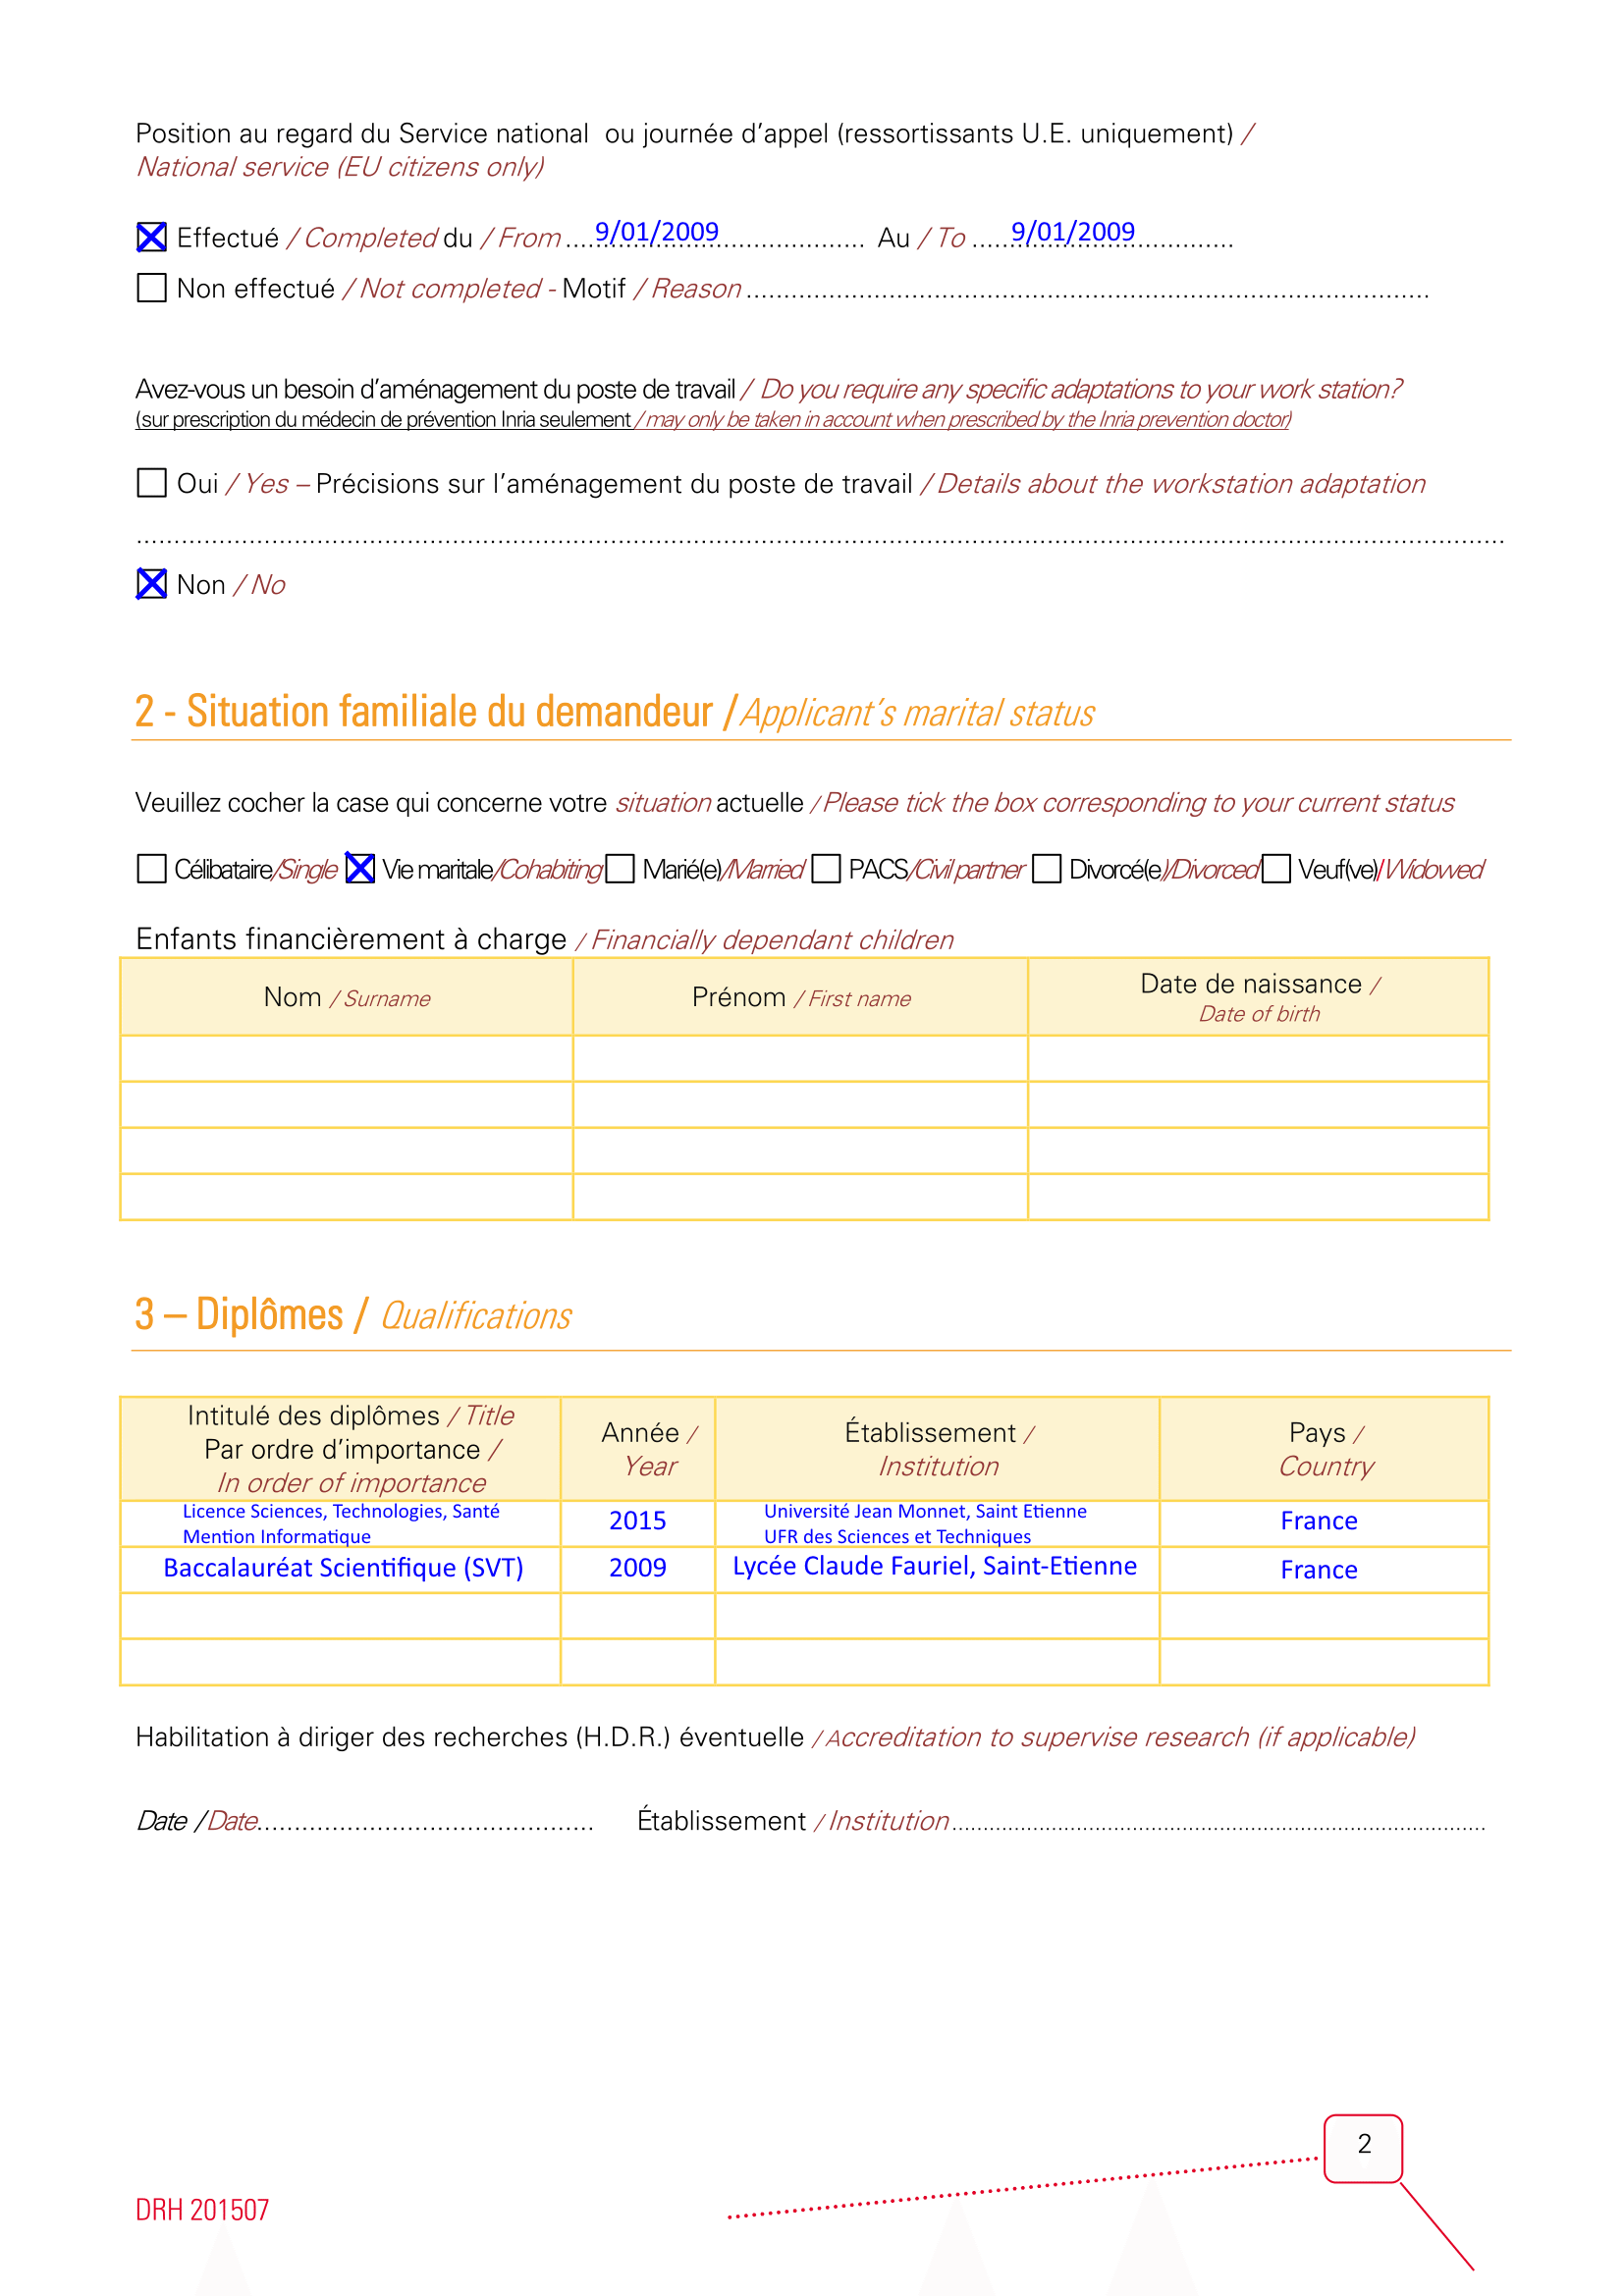 Position au regard du Service national  ou journée d’appel (ressortissants U.E. uniquement) /
National service (EU citizens only)
Effectué / Completed du / From ........................................ 9/01/2009 Au / To ................................... 9/01/2009
Non effectué / Not completed - Motif / Reason ...........................................................................................
Avez-vous un besoin d’aménagement du poste de travail / Do you require any specific adaptations to your work station?
(sur prescription du médecin de prévention Inria seulement / may only be taken in account when prescribed by the Inria prevention doctor)
Oui / Yes – Précisions sur l’aménagement du poste de travail / Details about the workstation adaptation
.......................................................................................................................................................................................
Non / No
2 - Situation familiale du demandeur / Applicant’s marital status
Veuillez cocher la case qui concerne votre situation actuelle / Please tick the box corresponding to your current status
Célibataire/Single Vie maritale/Cohabiting Marié(e)/Married PACS/Civil partner Divorcé(e)/Divorced Veuf(ve)/Widowed
Enfants financièrement à charge / Financially dependant children
Nom / Surname Prénom / First name Date de naissance /
Date of birth
3 – Diplômes / Qualifications
Intitulé des diplômes / Title
Par ordre d’importance /
In order of importance
Année /
Year
Établissement /
Institution
Pays /
Country
Licence Sciences, Technologies, Santé
Mention Informatique
2015
Université Jean Monnet, Saint Etienne
UFR des Sciences et Techniques
France
Baccalauréat Scientifique (SVT) 2009 Lycée Claude Fauriel, Saint-Etienne France
Habilitation à diriger des recherches (H.D.R.) éventuelle / Accreditation to supervise research (if applicable)
Date / Date............................................. Établissement / Institution.....................................................................................
2
DRH 201507